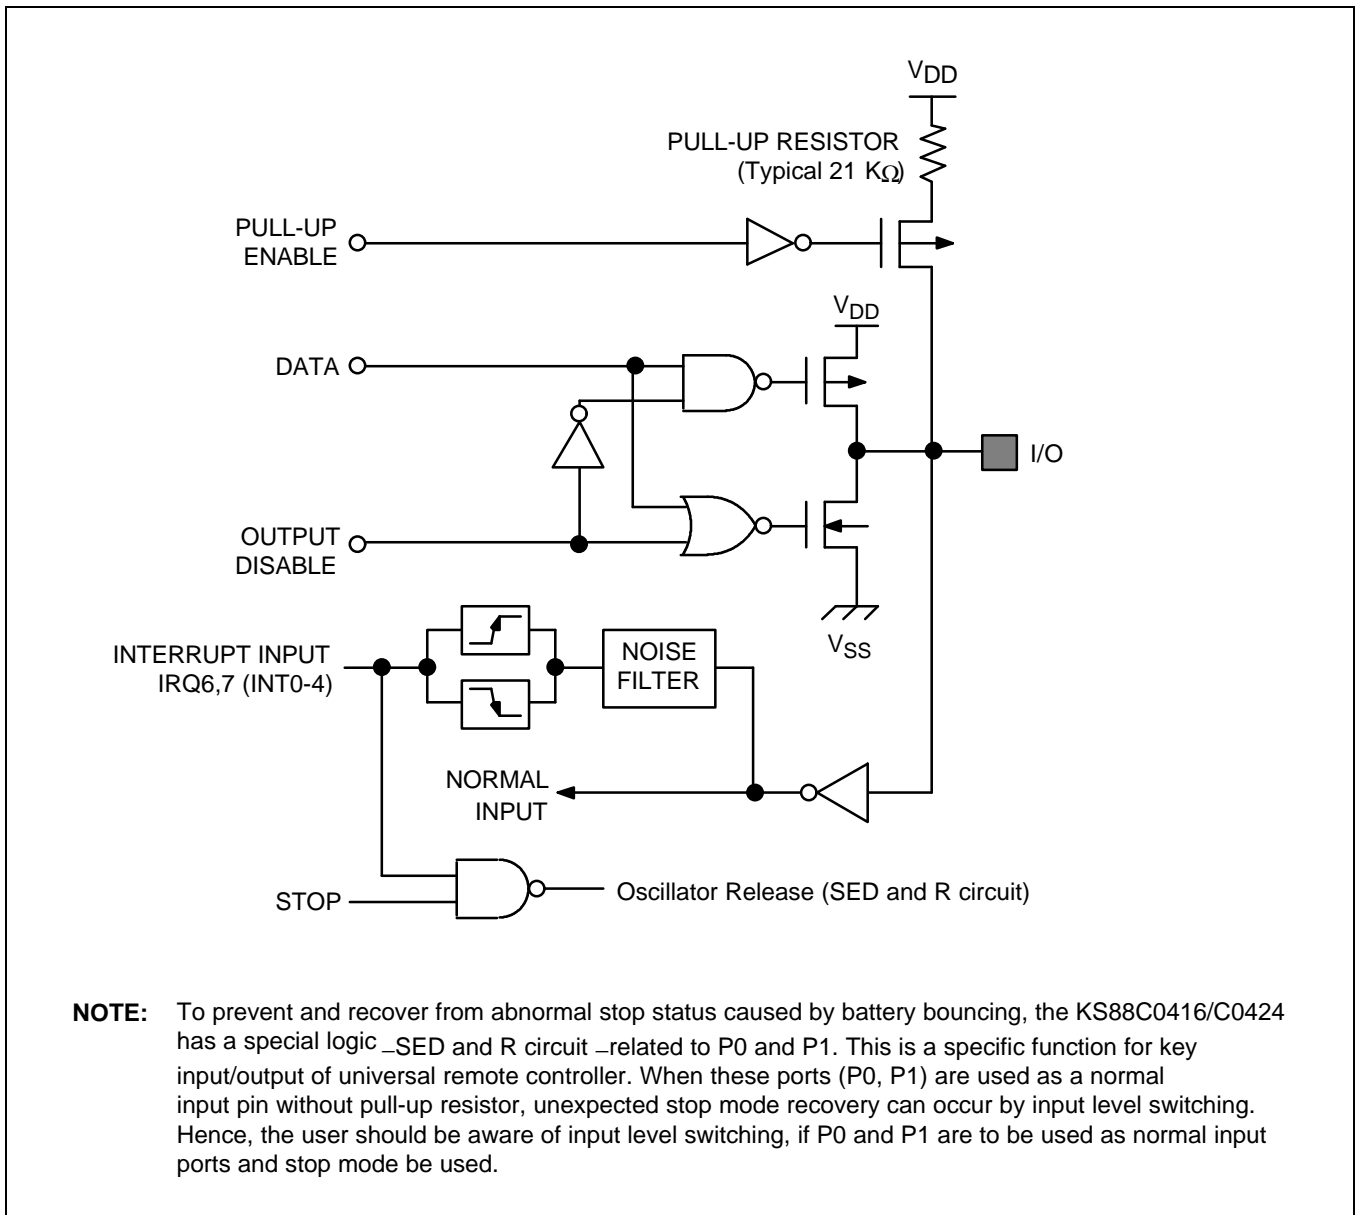 VDD
PULL-UP RESISTOR
(Typical 21 KΩ)
PULL-UP
ENABLE
VDD
DATA
I/O
OUTPUT
DISABLE
VSS
INTERRUPT INPUT
IRQ6,7 (INT0-4)
NOISE
FILTER
NORMAL
INPUT
STOP
Oscillator Release (SED and R circuit)
NOTE: To prevent and recover from abnormal stop status caused by battery bouncing, the KS88C0416/C0424
has a special logic –SED and R circuit –related to P0 and P1. This is a specific function for key
input/output of universal remote controller. When these ports (P0, P1) are used as a normal
input pin without pull-up resistor, unexpected stop mode recovery can occur by input level switching.
Hence, the user should be aware of input level switching, if P0 and P1 are to be used as normal input
ports and stop mode be used.